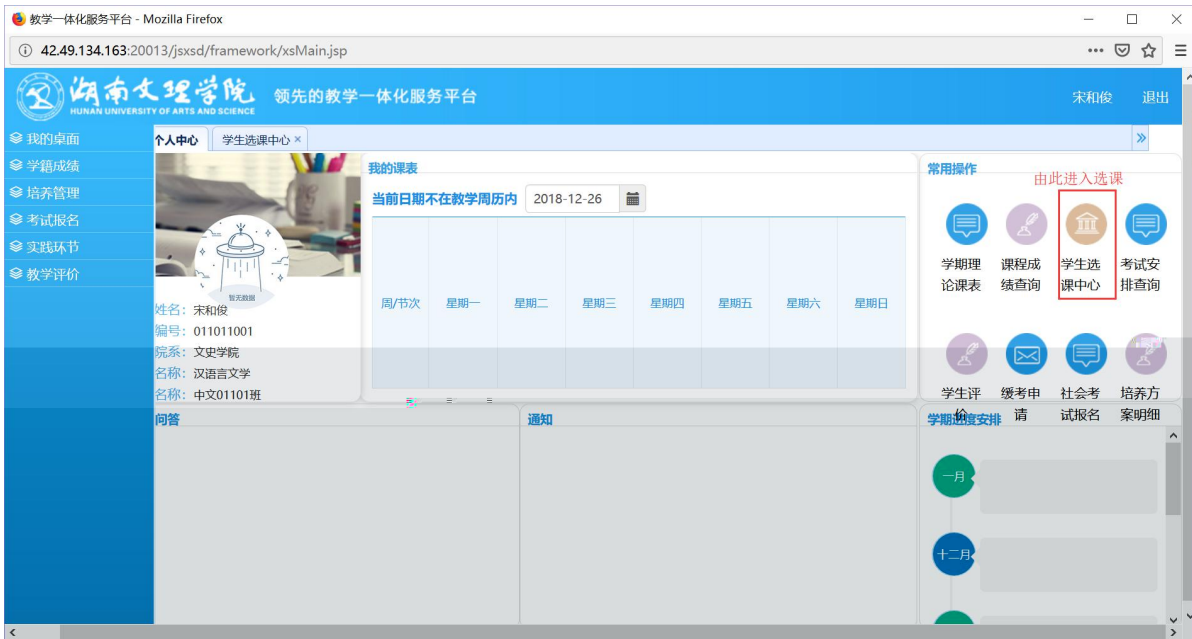 教学一体化服务平台 - Mozilla Firefox
42.49.134.163:20013/jsxsd/framework/xsMain.jsp
湖南文理学院
HUNAN UNIVERSITY OF ARTS AND SCIENCE
领先的教学一体化服务平台
宋和俊 退出
我的桌面
学籍成绩
培养管理
考试报名
实践环节
教学评价
个人中心 学生选课中心 ×
暂无数据
姓名：宋和俊
编号：011011001
院系：文史学院
名称：汉语言文学
名称：中文01101班
我的课表
当前日期不在教学周历内 2018-12-26
周/节次 星期一 星期二 星期三 星期四 星期五 星期六 星期日
常用操作
由此进入选课
学期理论课表
课程成绩查询
学生选课中心
考试安排查询
学生评价
缓考申请
社会考试报名
培养方案明细
问答
通知
学期进度安排
一月
十二月